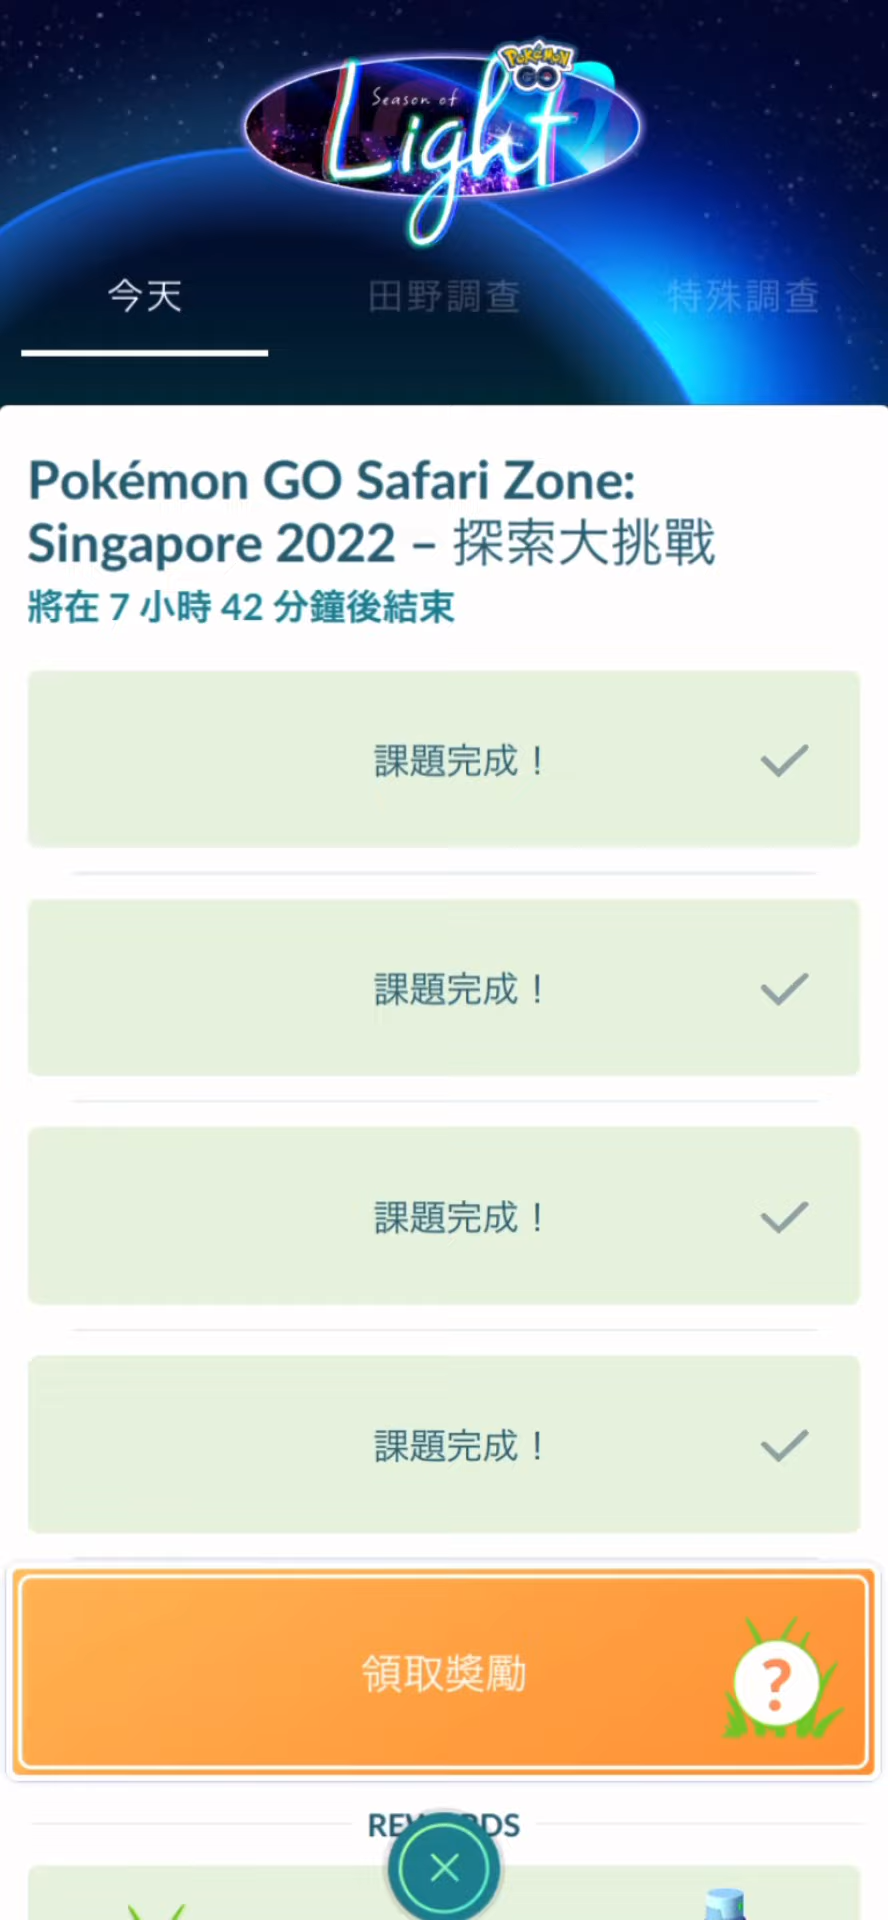 Pokémon GO
Season of
Light
今天
田野調查
特殊調查
Pokémon GO Safari Zone:
Singapore 2022 – 探索大挑戰
將在 7 小時 42 分鐘後結束
課題完成！
課題完成！
課題完成！
課題完成！
領取獎勵
?